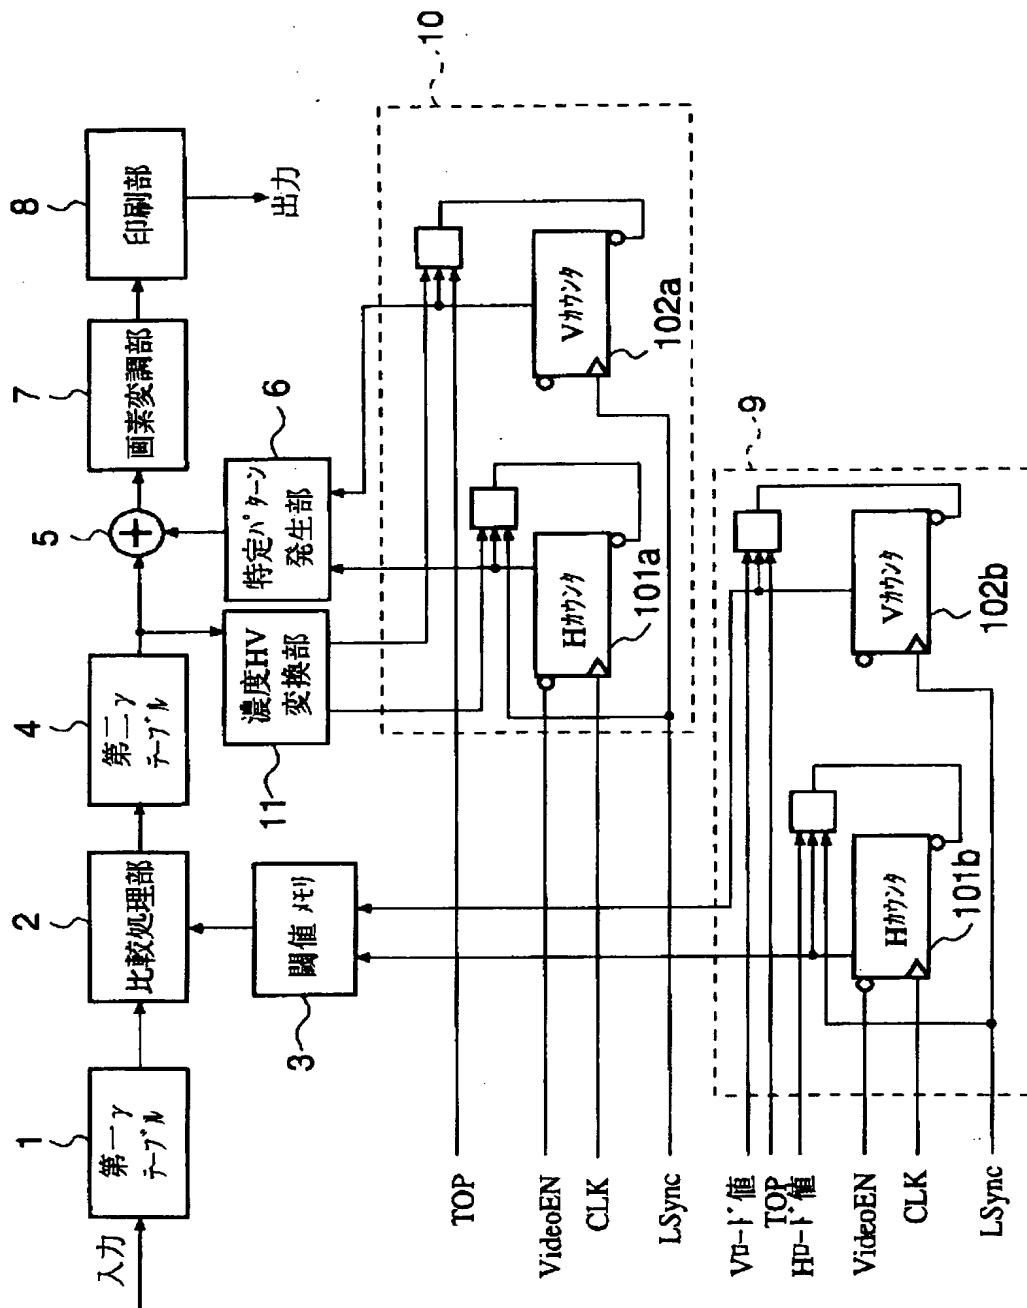 入力
1
第一γ
テーブル
2
比較処理部
3
閾値 メモリ
4
第二γ
テーブル
5
+
6
特定パターン
発生部
7
画素変調部
8
印刷部
出力
11
濃度HV
変換部
10
Hカウンタ
101a
Vカウンタ
102a
TOP
VideoEN
CLK
LSync
9
Hカウンタ
101b
Vカウンタ
102b
Vロード値
TOP
Hロード値
VideoEN
CLK
LSync